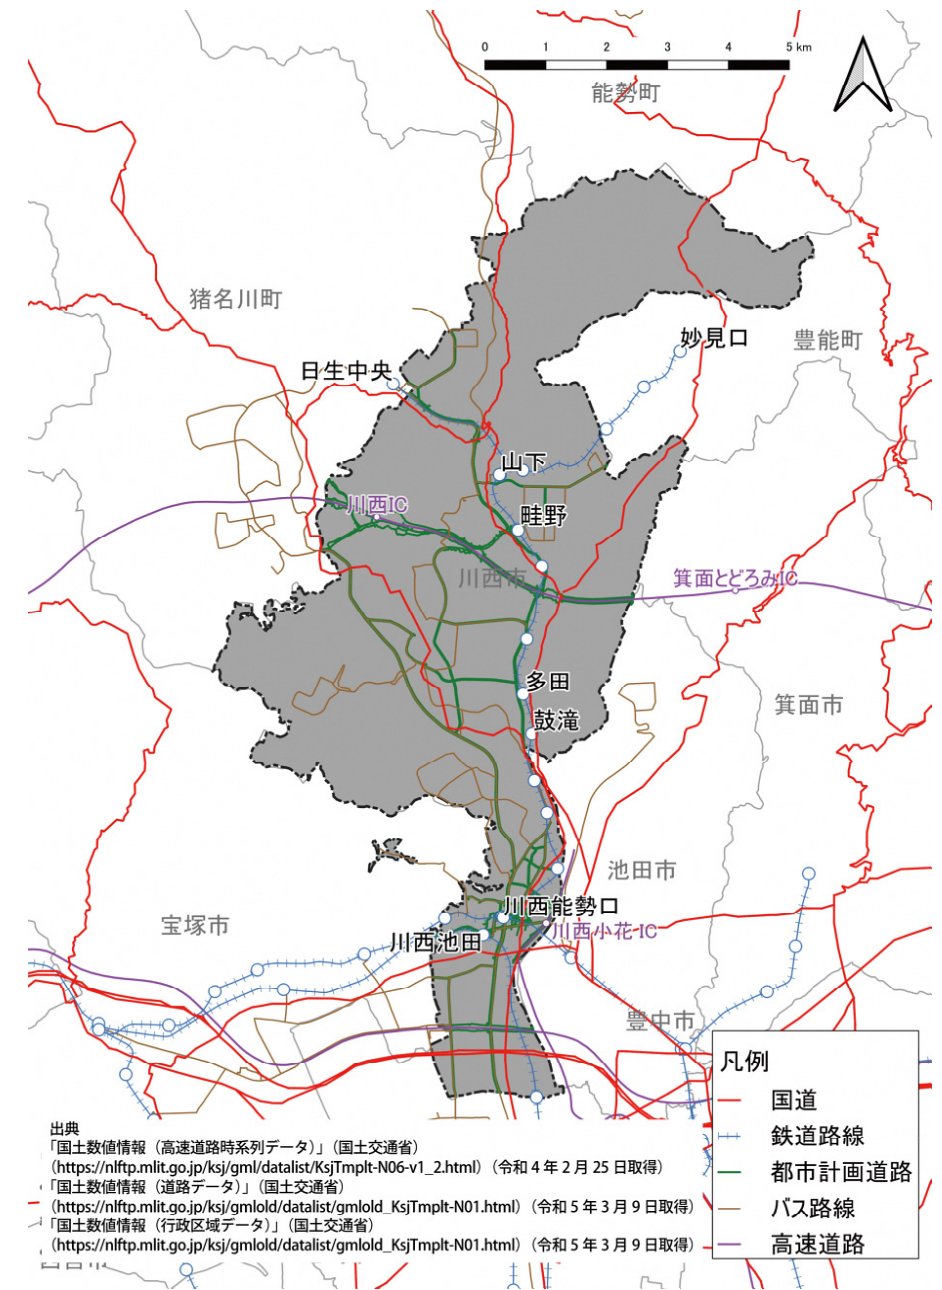 0 1 2 3 4 5 km
能勢町
猪名川町
妙見口
豊能町
日生中央
山下
川西IC
畦野
川西市
箕面とどろみIC
多田
箕面市
鼓滝
池田市
川西能勢口
宝塚市
川西小花IC
川西池田
豊中市
凡例
国道
鉄道路線
都市計画道路
バス路線
高速道路
出典
「国土数値情報（高速道路時系列データ）」（国土交通省）
（https://nlftp.mlit.go.jp/ksj/gml/datalist/KsjTmplt-N06-v1_2.html）（令和4年2月25日取得）
「国土数値情報（道路データ）」（国土交通省）
（https://nlftp.mlit.go.jp/ksj/gmlold/datalist/gmlold_KsjTmplt-N01.html）（令和5年3月9日取得）
「国土数値情報（行政区域データ）」（国土交通省）
（https://nlftp.mlit.go.jp/ksj/gmlold/datalist/gmlold_KsjTmplt-N01.html）（令和5年3月9日取得）